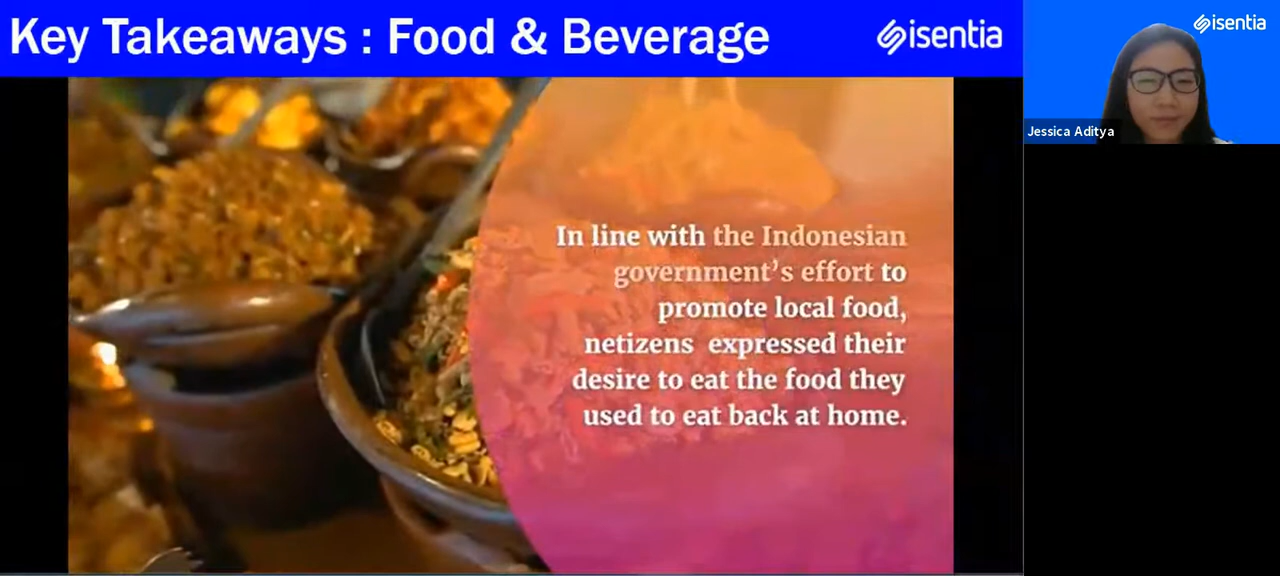 Key Takeaways : Food & Beverage
isentia
isentia
Jessica Aditya
In line with the Indonesian
government's effort to
promote local food,
netizens  expressed their
desire to eat the food they
used to eat back at home.